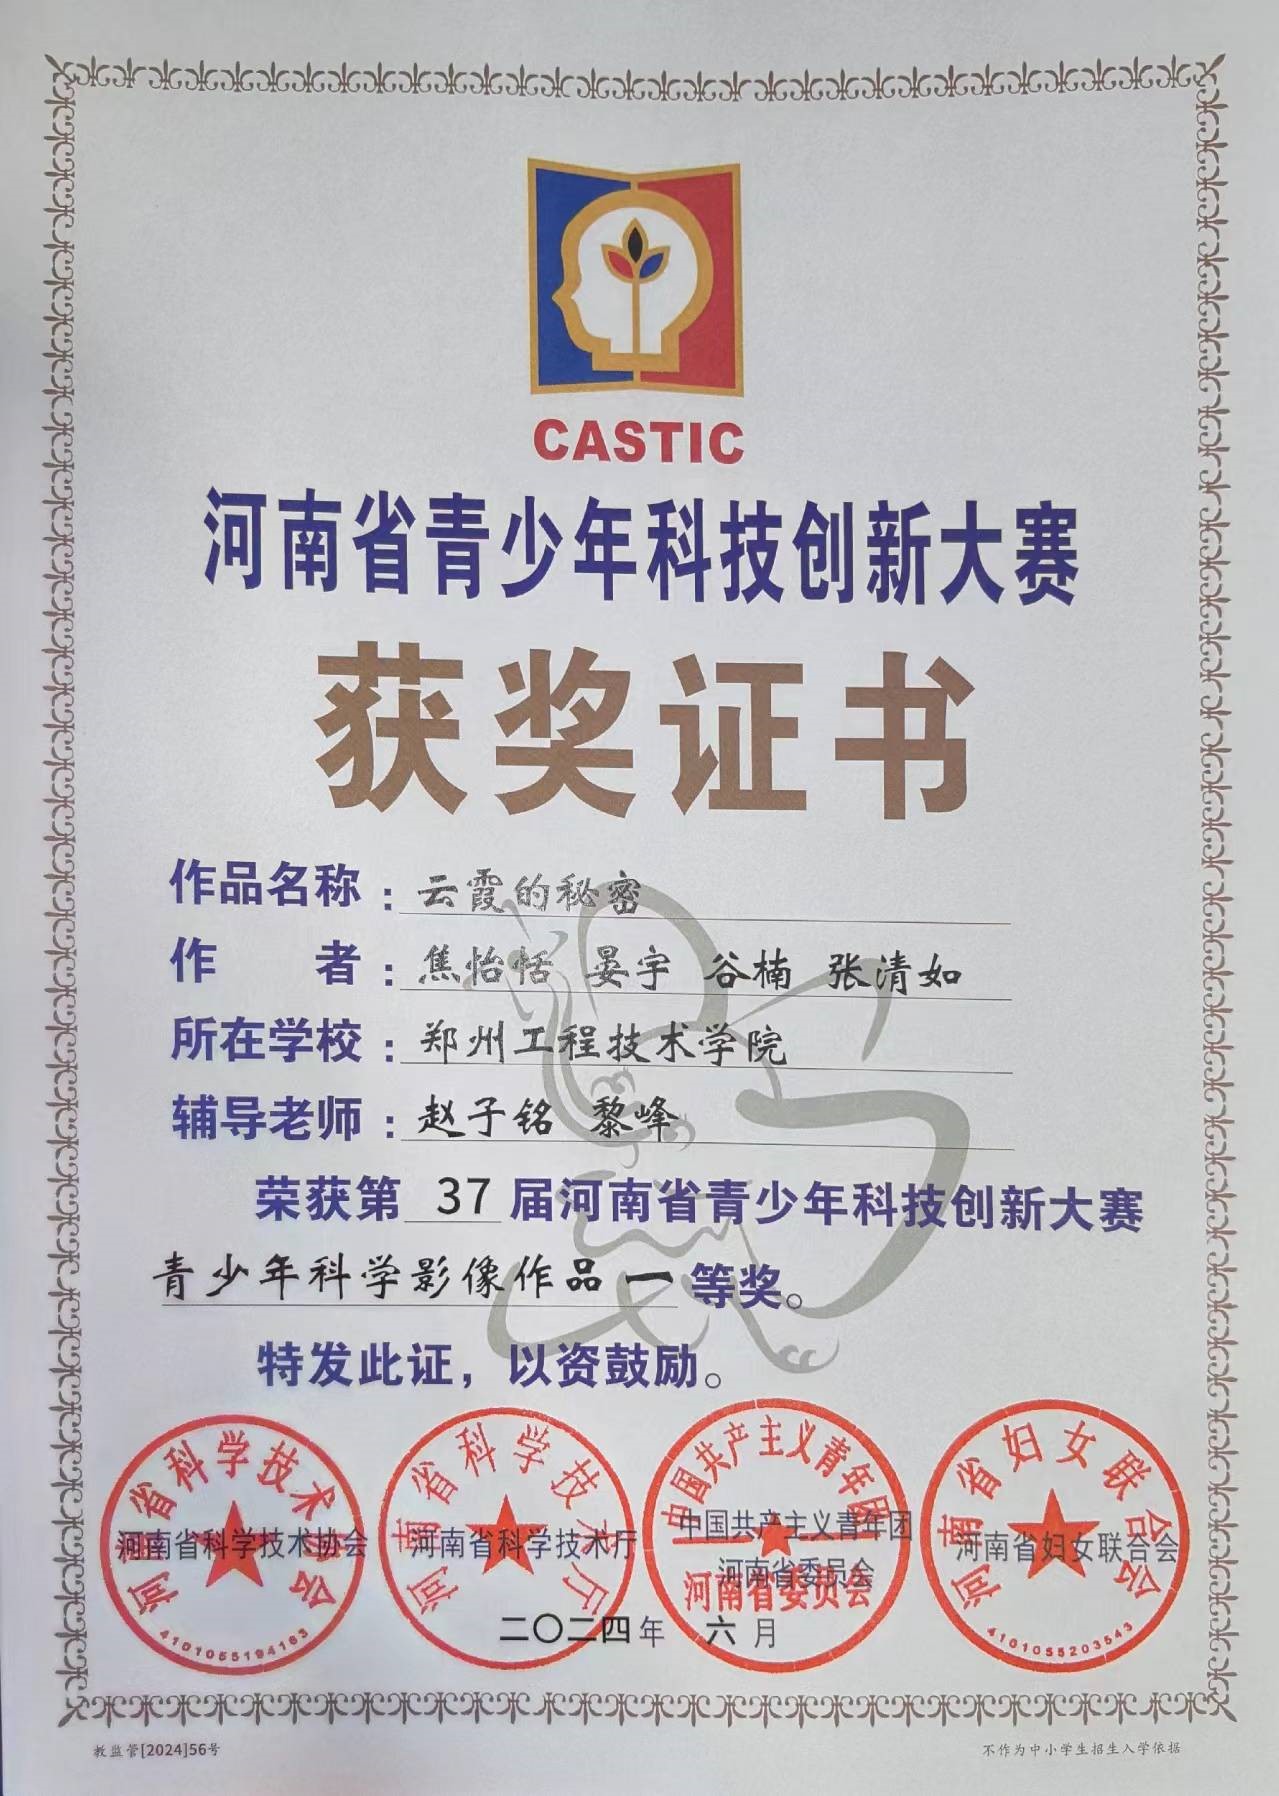 CASTIC
河南省青少年科技创新大赛
获奖证书
作品名称：云霞的秘密
作者：焦怡恬 晏宇 谷楠 张清如
所在学校：郑州工程技术学院
辅导老师：赵子铭 黎峰
荣获第 37 届河南省青少年科技创新大赛
青少年科学影像作品 一 等奖。
特发此证，以资鼓励。
河南省科学技术协会
河南省科学技术协会
4101055194163
河南省科学技术厅
河南省科学技术厅
中国共产主义青年团
河南省委员会
中国共产主义青年团
河南省委员会
河南省妇女联合会
河南省妇女联合会
4101055203543
二〇二四年 六 月
教监管[2024]56号
不作为中小学生招生入学依据